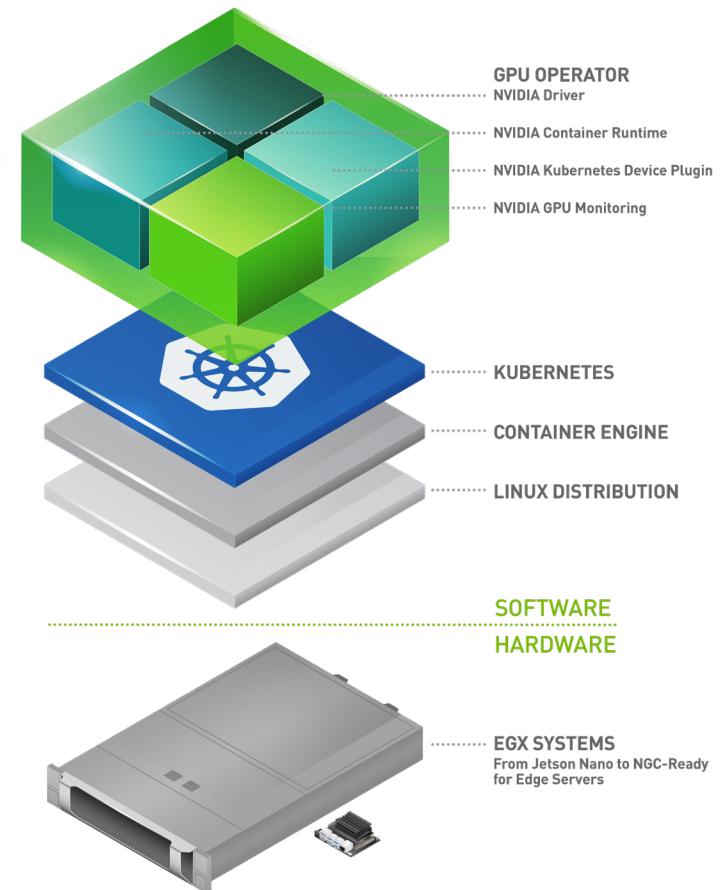 GPU OPERATOR
NVIDIA Driver
NVIDIA Container Runtime
NVIDIA Kubernetes Device Plugin
NVIDIA GPU Monitoring
KUBERNETES
CONTAINER ENGINE
LINUX DISTRIBUTION
SOFTWARE
HARDWARE
EGX SYSTEMS
From Jetson Nano to NGC-Ready
for Edge Servers